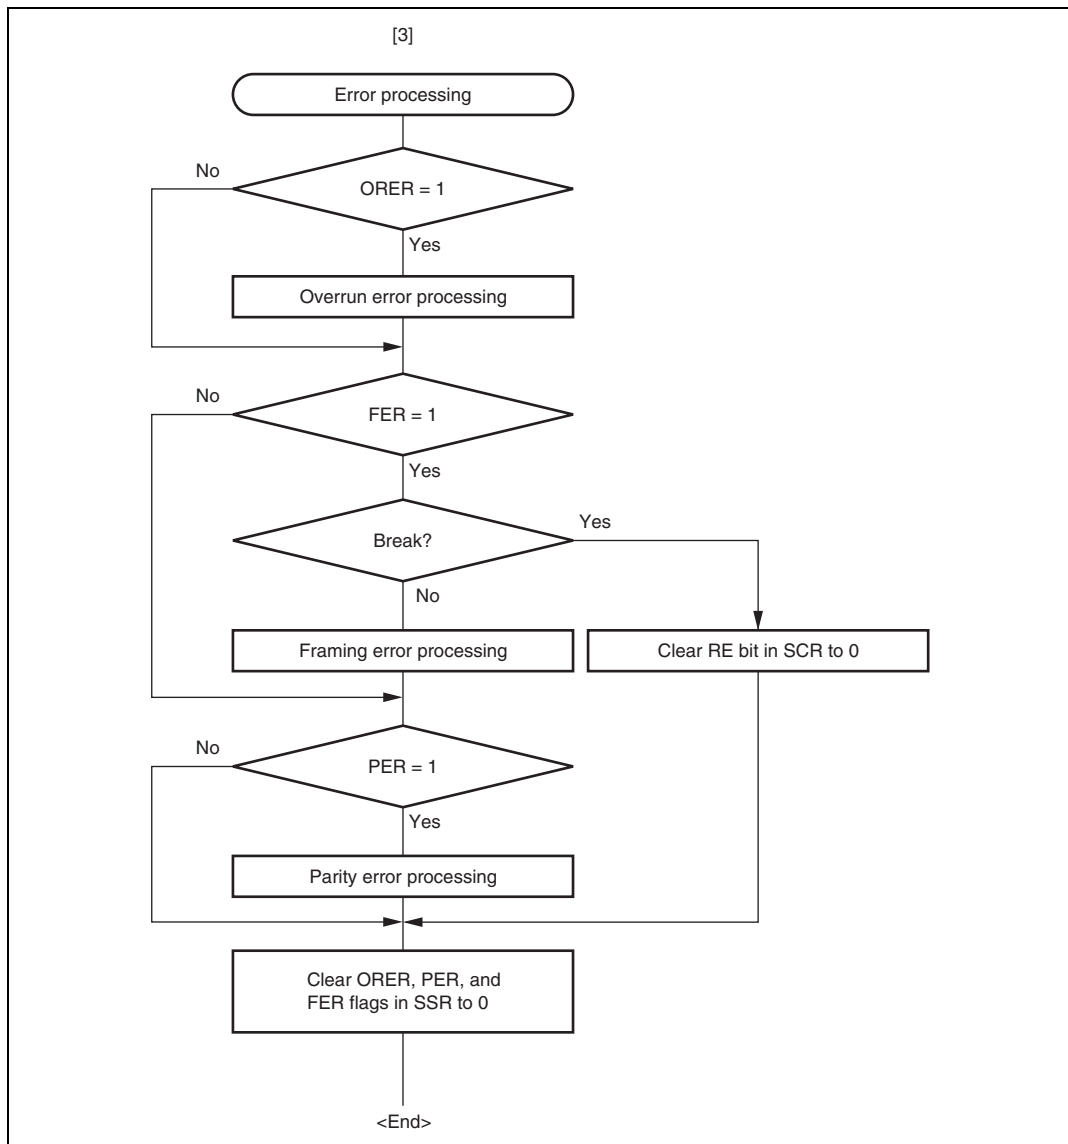 [3]
Error processing
No
ORER = 1
Yes
Overrun error processing
No
FER = 1
Yes
Break?
Yes
No
Framing error processing
Clear RE bit in SCR to 0
No
PER = 1
Yes
Parity error processing
Clear ORER, PER, and
FER flags in SSR to 0
<End>